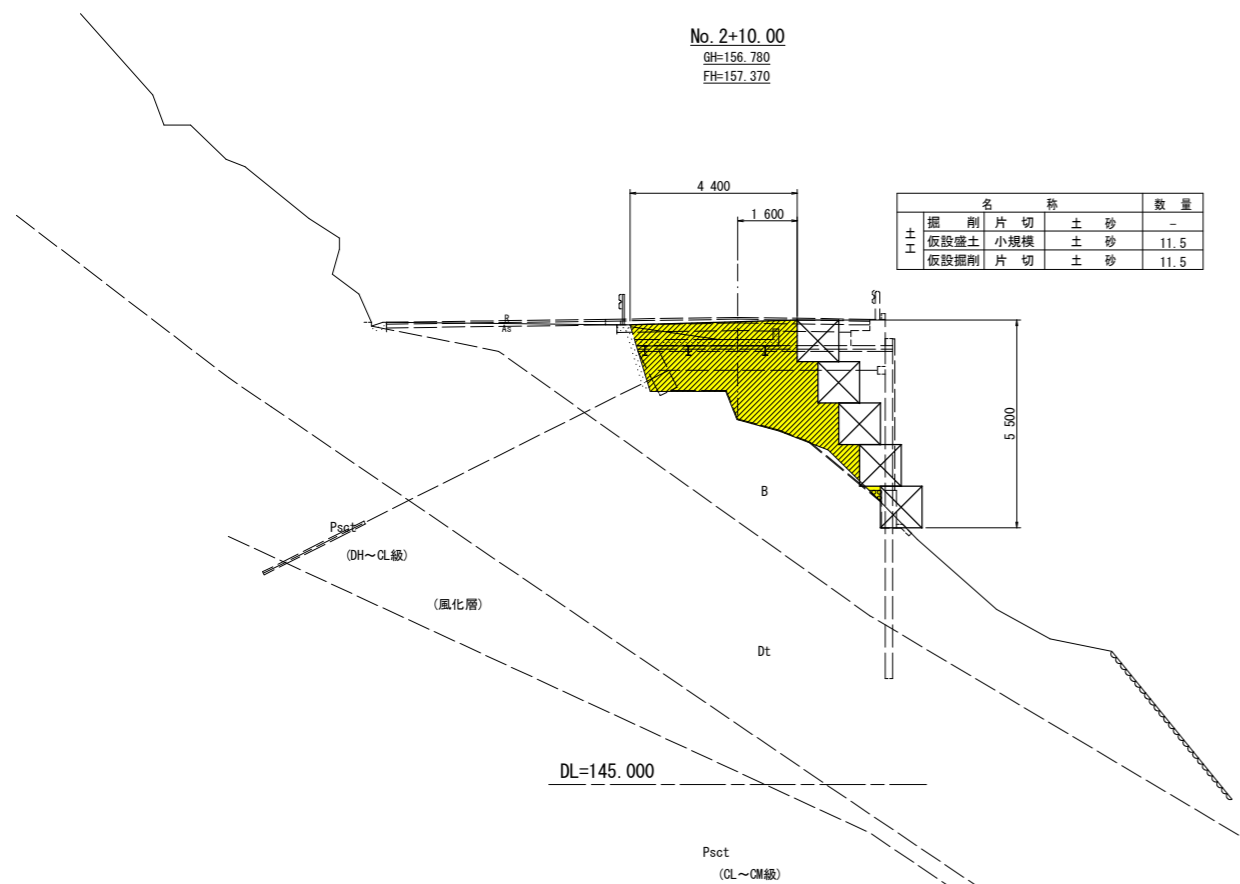 No. 2+10.00
GH=156.780
FH=157.370
4 400
1 600
名 称 数 量
土工
掘 削 片 切 土 砂 -
仮設盛土 小規模 土 砂 11.5
仮設掘削 片 切 土 砂 11.5
R
As
5 500
B
Psct
(DH～CL級)
(風化層)
Dt
DL=145.000
Psct
(CL～CM級)